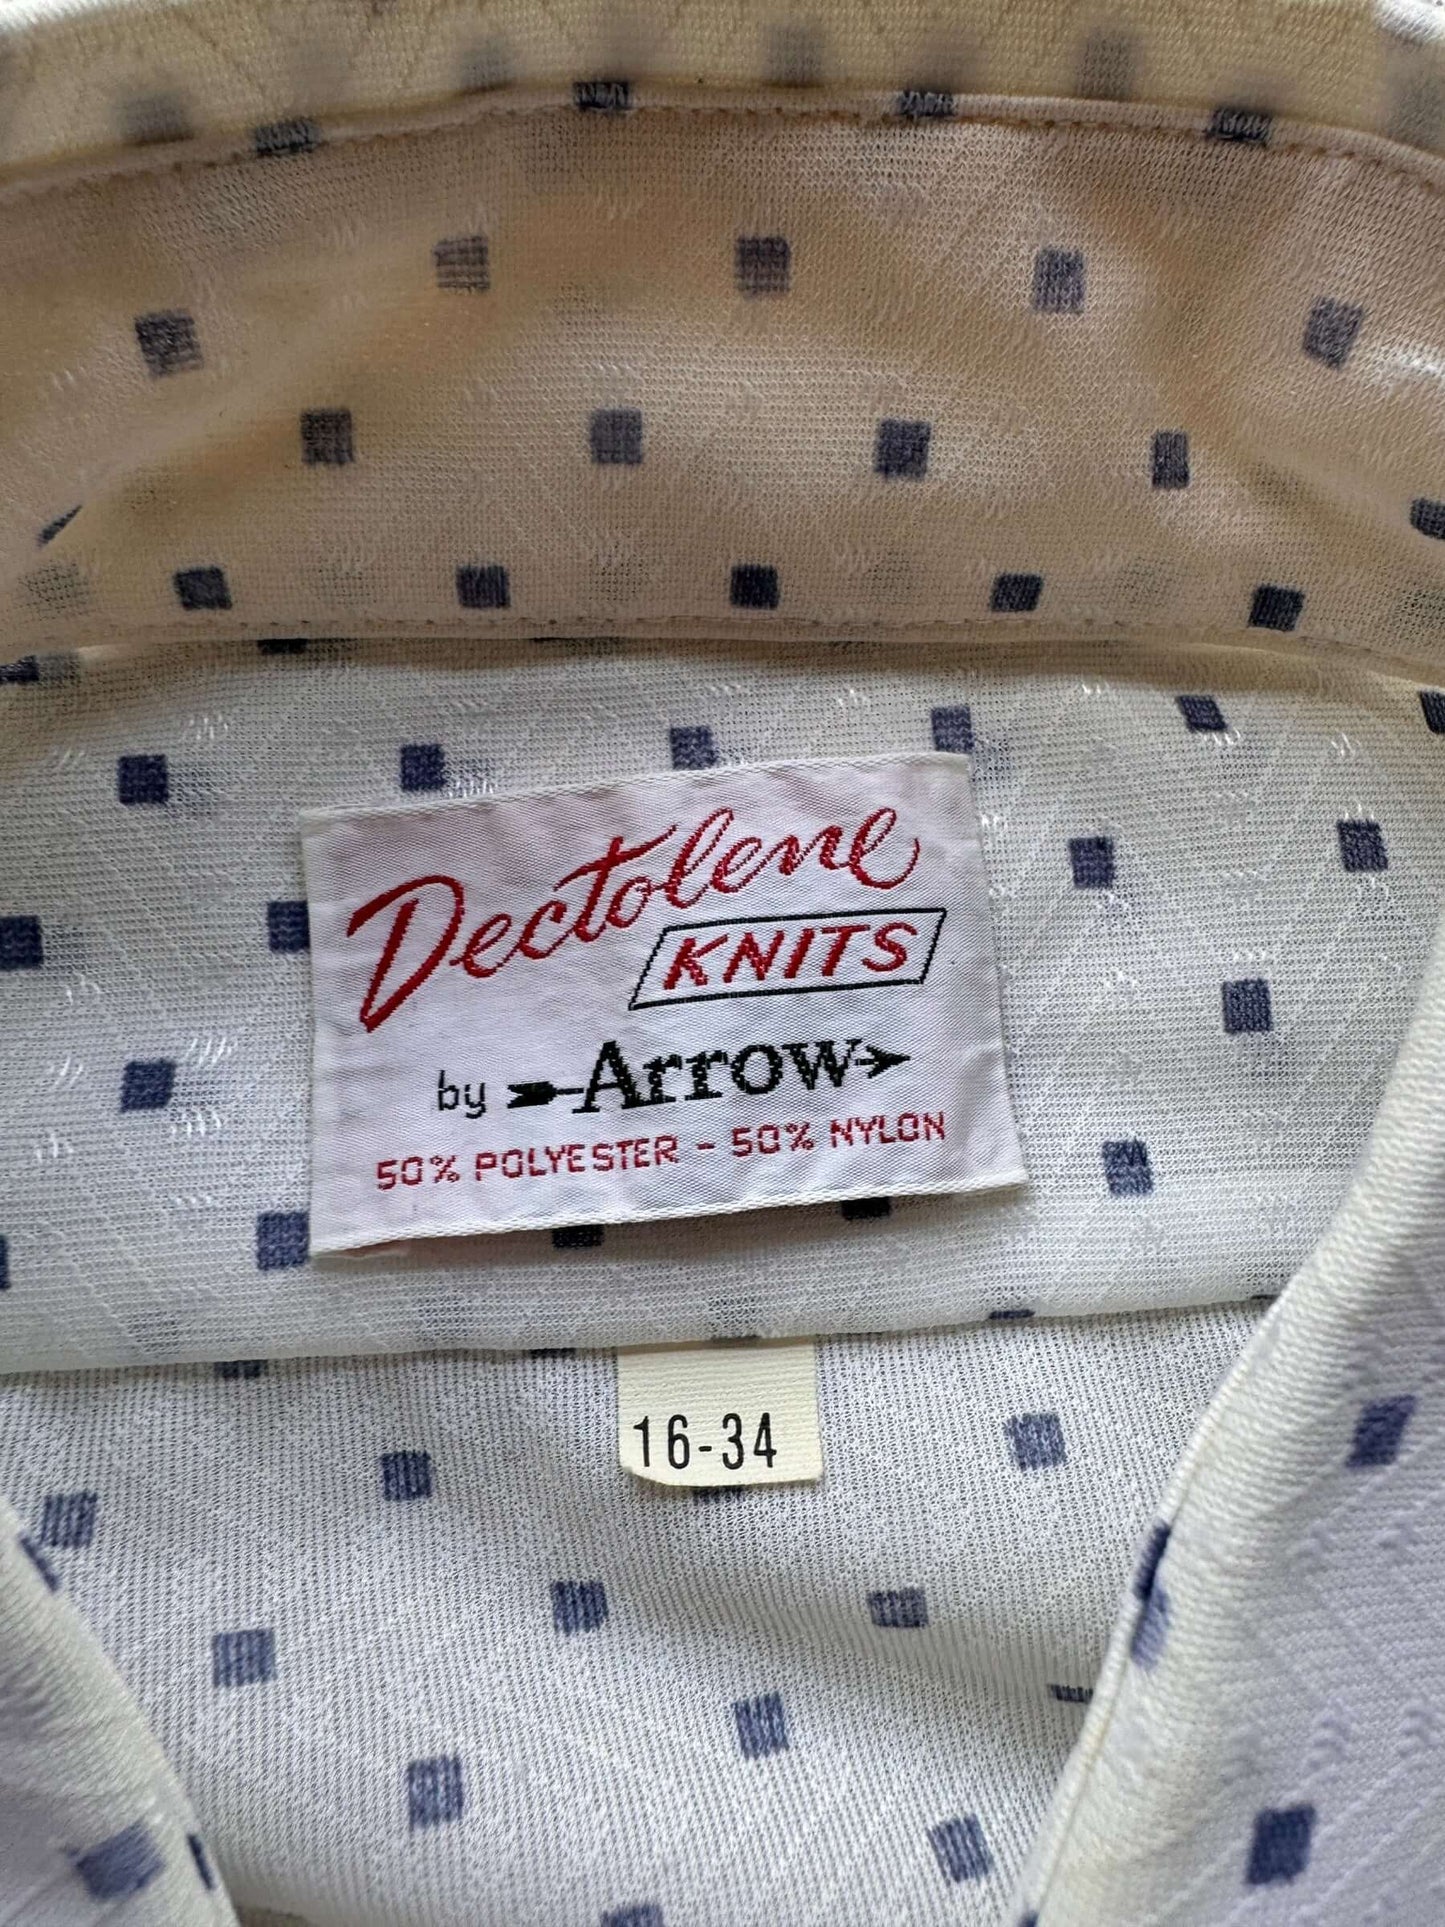 Dectolene
KNITS
by Arrow
50% POLYESTER - 50% NYLON
16-34